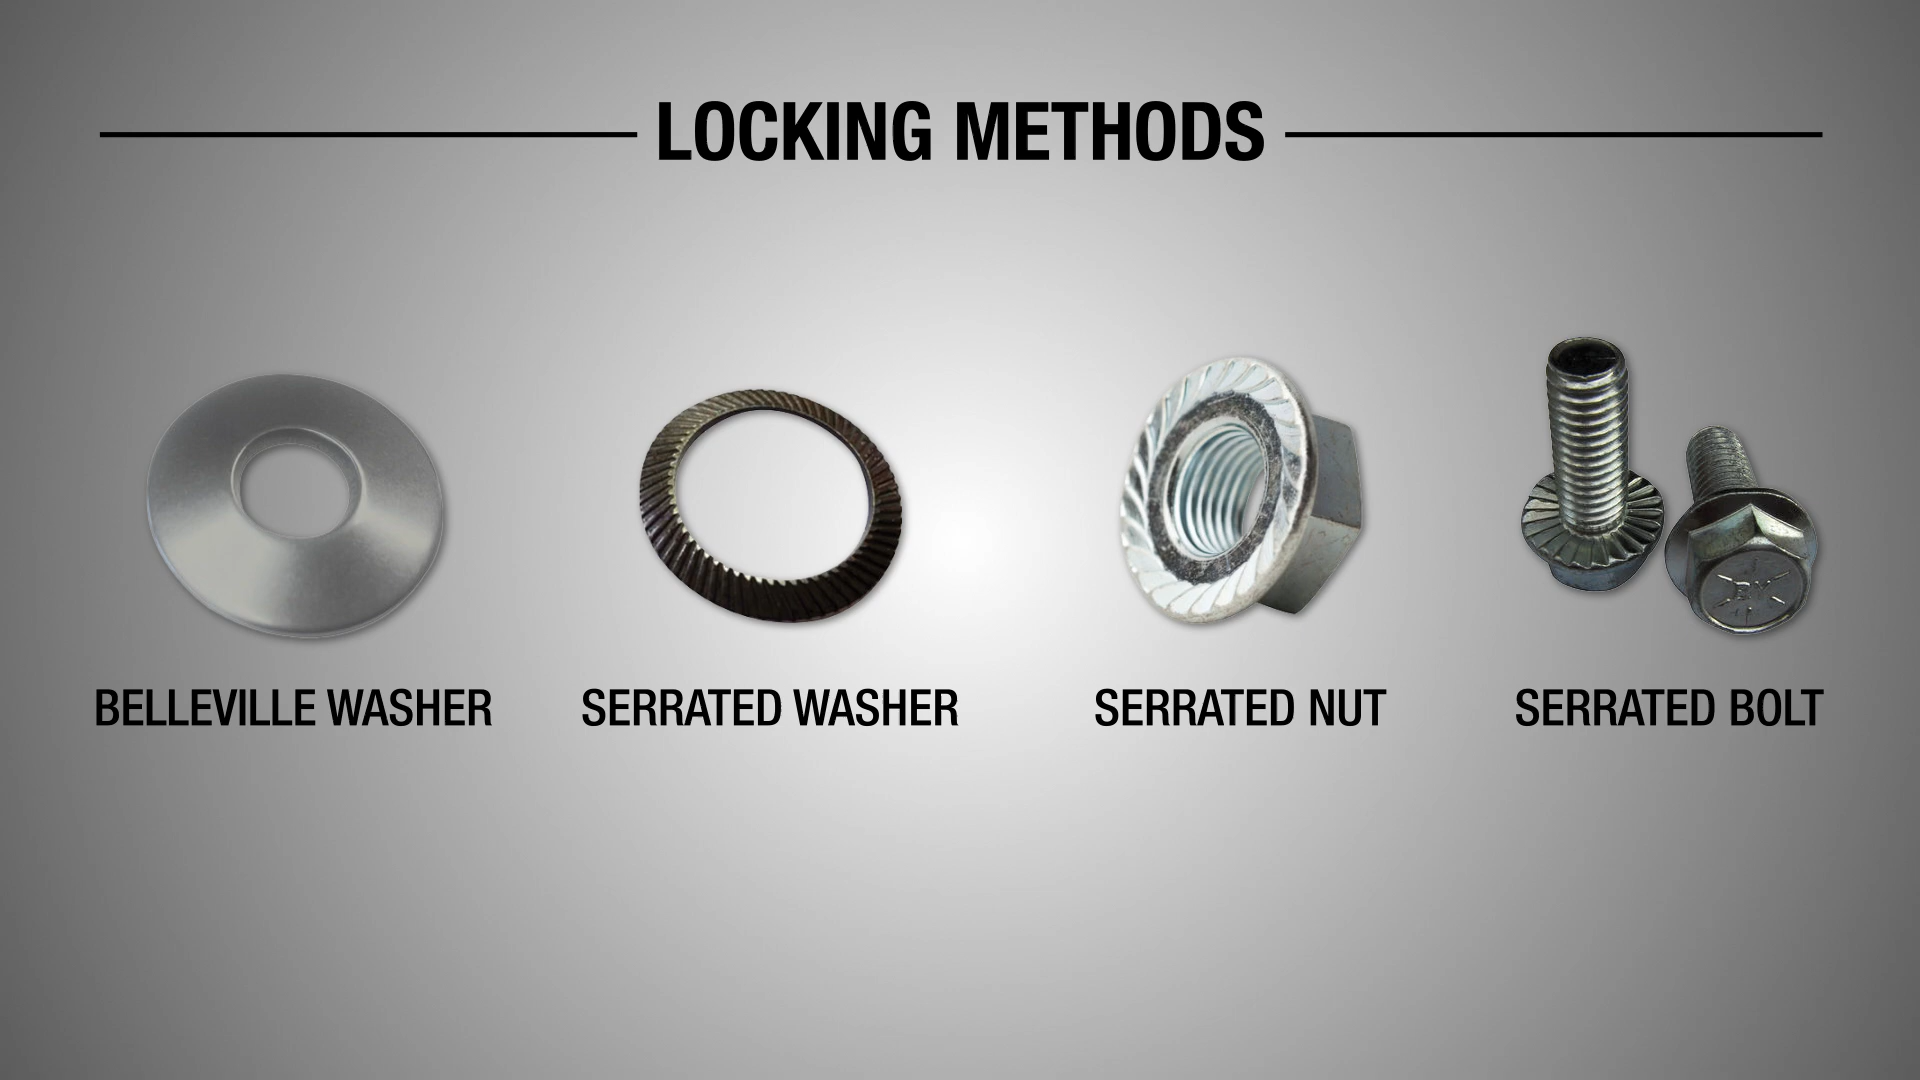 LOCKING METHODS
BELLEVILLE WASHER
SERRATED WASHER
SERRATED NUT
SERRATED BOLT